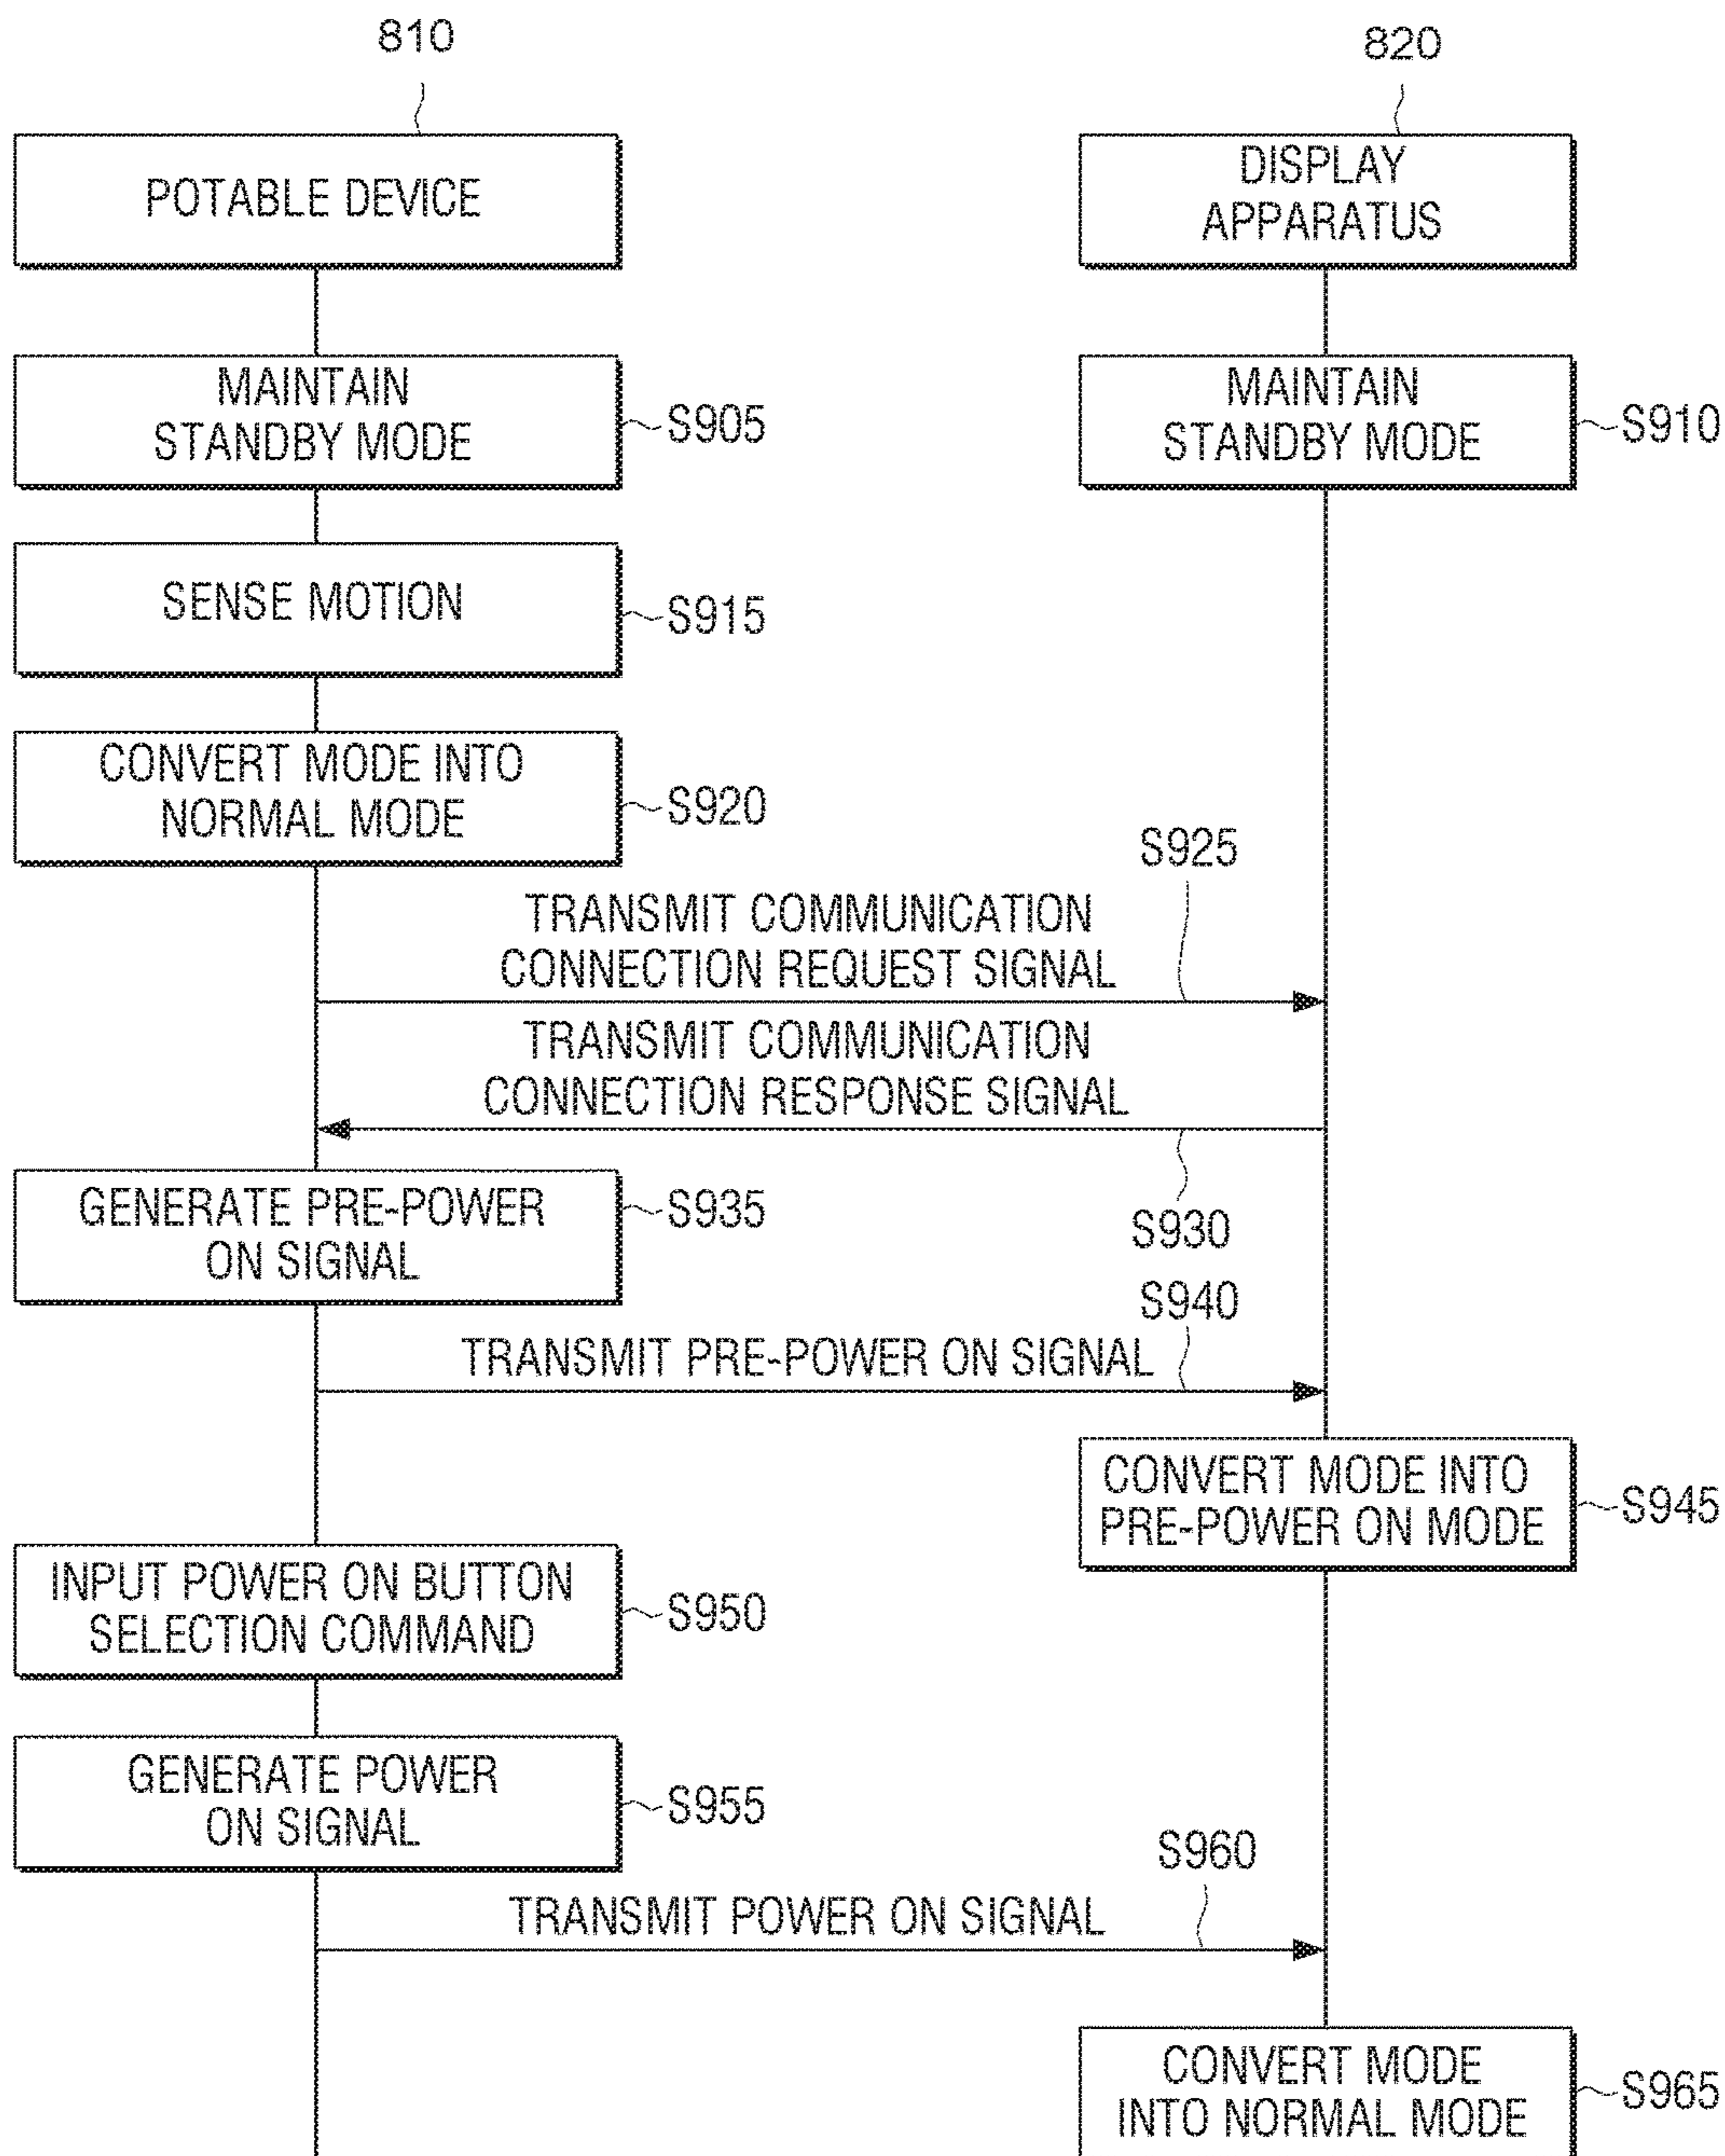 810
820
POTABLE DEVICE
DISPLAY
APPARATUS
MAINTAIN
STANDBY MODE
S905
MAINTAIN
STANDBY MODE
S910
SENSE MOTION
S915
CONVERT MODE INTO
NORMAL MODE
S920
S925
TRANSMIT COMMUNICATION
CONNECTION REQUEST SIGNAL
TRANSMIT COMMUNICATION
CONNECTION RESPONSE SIGNAL
S930
GENERATE PRE-POWER
ON SIGNAL
S935
S940
TRANSMIT PRE-POWER ON SIGNAL
CONVERT MODE INTO
PRE-POWER ON MODE
S945
INPUT POWER ON BUTTON
SELECTION COMMAND
S950
GENERATE POWER
ON SIGNAL
S955
S960
TRANSMIT POWER ON SIGNAL
CONVERT MODE
INTO NORMAL MODE
S965